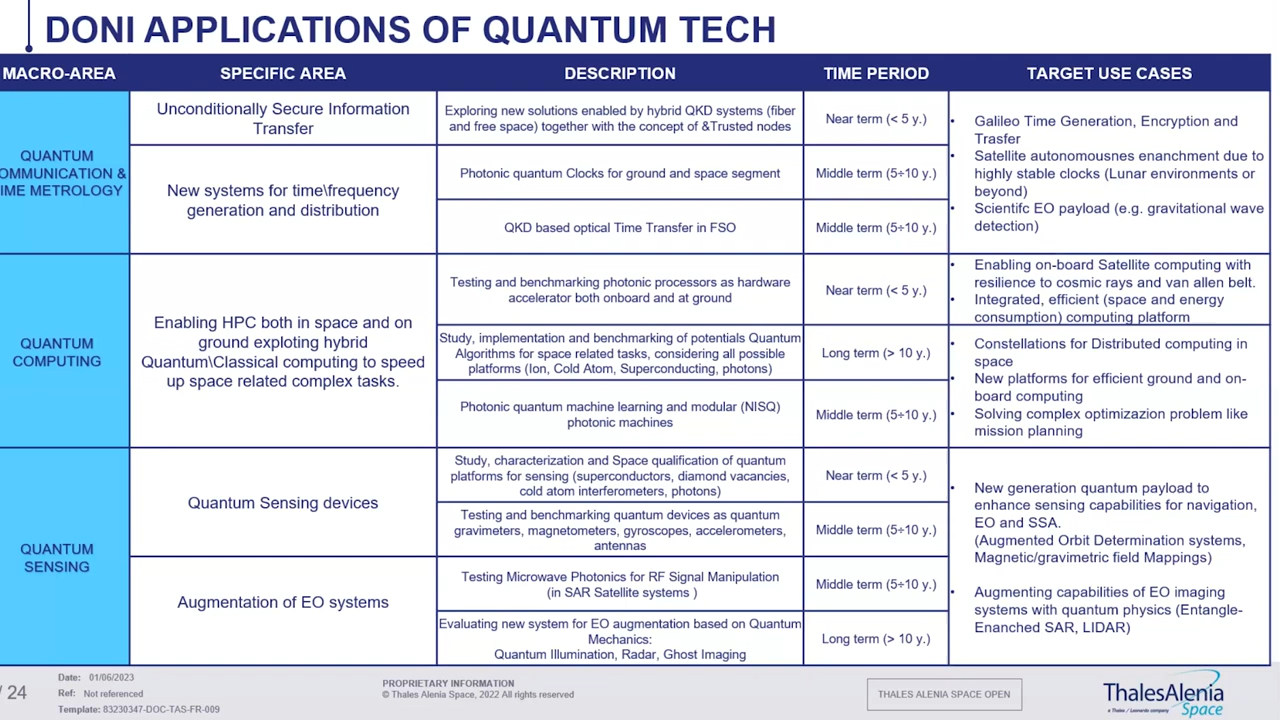 DONI APPLICATIONS OF QUANTUM TECH
MACRO-AREA
SPECIFIC AREA
DESCRIPTION
TIME PERIOD
TARGET USE CASES
QUANTUM
OMMUNICATION &
IME METROLOGY
Unconditionally Secure Information
Transfer
Exploring new solutions enabled by hybrid QKD systems (fiber
and free space) together with the concept of &Trusted nodes
Near term (< 5 y.)
New systems for time\frequency
generation and distribution
Photonic quantum Clocks for ground and space segment
Middle term (5÷10 y.)
QKD based optical Time Transfer in FSO
Middle term (5÷10 y.)
• Galileo Time Generation, Encryption and
Trasfer
• Satellite autonomousnes enanchment due to
highly stable clocks (Lunar environments or
beyond)
• Scientifc EO payload (e.g. gravitational wave
detection)
QUANTUM
COMPUTING
Enabling HPC both in space and on
ground exploting hybrid
Quantum\Classical computing to speed
up space related complex tasks.
Testing and benchmarking photonic processors as hardware
accelerator both onboard and at ground
Near term (< 5 y.)
• Enabling on-board Satellite computing with
resilience to cosmic rays and van allen belt.
• Integrated, efficient (space and energy
consumption) computing platform
Study, implementation and benchmarking of potentials Quantum
Algorithms for space related tasks, considering all possible
platforms (Ion, Cold Atom, Superconducting, photons)
Long term (> 10 y.)
Photonic quantum machine learning and modular (NISQ)
photonic machines
Middle term (5÷10 y.)
• Constellations for Distributed computing in
space
• New platforms for efficient ground and on-
board computing
• Solving complex optimizazion problem like
mission planning
QUANTUM
SENSING
Quantum Sensing devices
Study, characterization and Space qualification of quantum
platforms for sensing (superconductors, diamond vacancies,
cold atom interferometers, photons)
Near term (< 5 y.)
Testing and benchmarking quantum devices as quantum
gravimeters, magnetometers, gyroscopes, accelerometers,
antennas
Middle term (5÷10 y.)
Augmentation of EO systems
Testing Microwave Photonics for RF Signal Manipulation
(in SAR Satellite systems )
Middle term (5÷10 y.)
Evaluating new system for EO augmentation based on Quantum
Mechanics:
Quantum Illumination, Radar, Ghost Imaging
Long term (> 10 y.)
• New generation quantum payload to
enhance sensing capabilities for navigation,
EO and SSA.
(Augmented Orbit Determination systems,
Magnetic/gravimetric field Mappings)
• Augmenting capabilities of EO imaging
systems with quantum physics (Entangle-
Enanched SAR, LIDAR)
/ 24
Date: 01/06/2023
Ref: Not referenced
Template: 83230347-DOC-TAS-FR-009
PROPRIETARY INFORMATION
© Thales Alenia Space, 2022 All rights reserved
THALES ALENIA SPACE OPEN
ThalesAlenia
a Thales / Leonardo company
Space